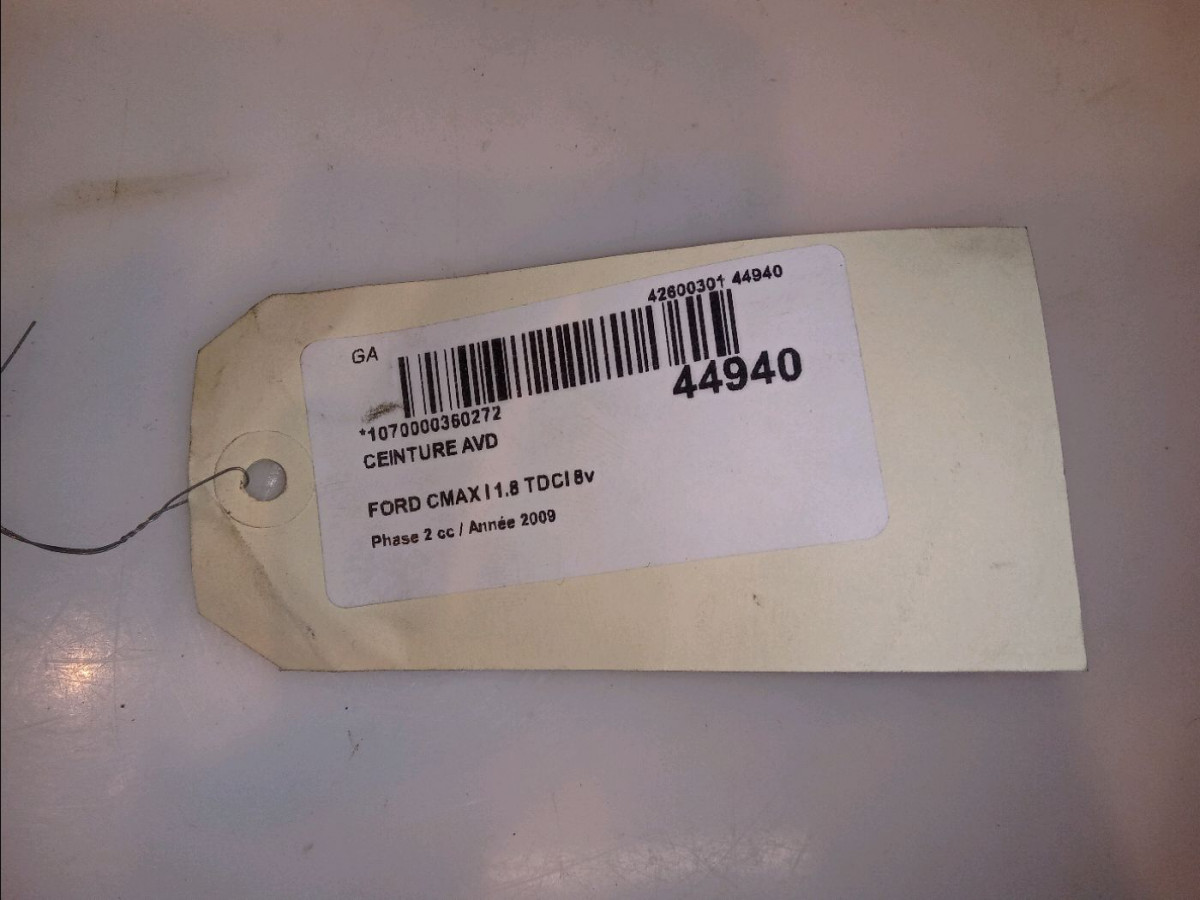 42600301 44940
GA
44940
*1070000360272
CEINTURE AVD
FORD CMAX I 1.8 TDCI 8v
Phase 2 cc / Année 2009